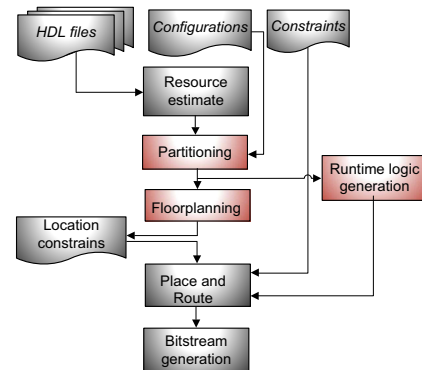 HDL files
Configurations
Constraints
Resource
estimate
Partitioning
Runtime logic
generation
Floorplanning
Location
constrains
Place and
Route
Bitstream
generation